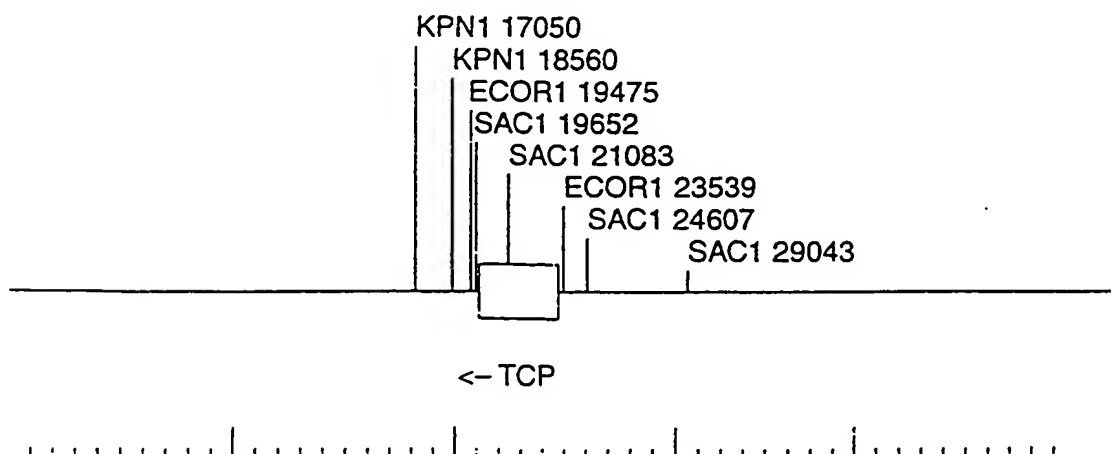 KPN1 17050
KPN1 18560
ECOR1 19475
SAC1 19652
SAC1 21083
ECOR1 23539
SAC1 24607
SAC1 29043
<– TCP